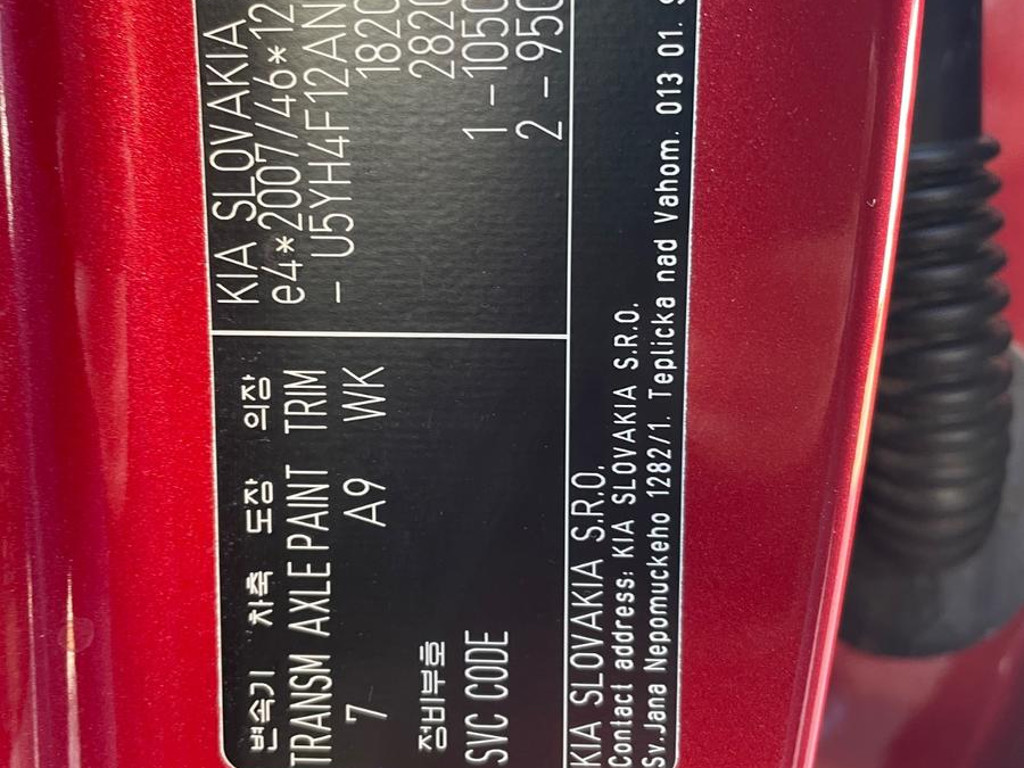 변속기 차축 도장 의장
TRANSM AXLE PAINT TRIM
7 A9 WK
정비부호
SVC CODE
KIA SLOVAKIA
e4*2007/46*12
- U5YH4F12AN
1820
2820
1 - 1050
2 - 950
KIA SLOVAKIA S.R.O.
Contact address: KIA SLOVAKIA S.R.O.
Sv.Jana Nepomuckeho 1282/1. Teplicka nad Vahom. 013 01. S